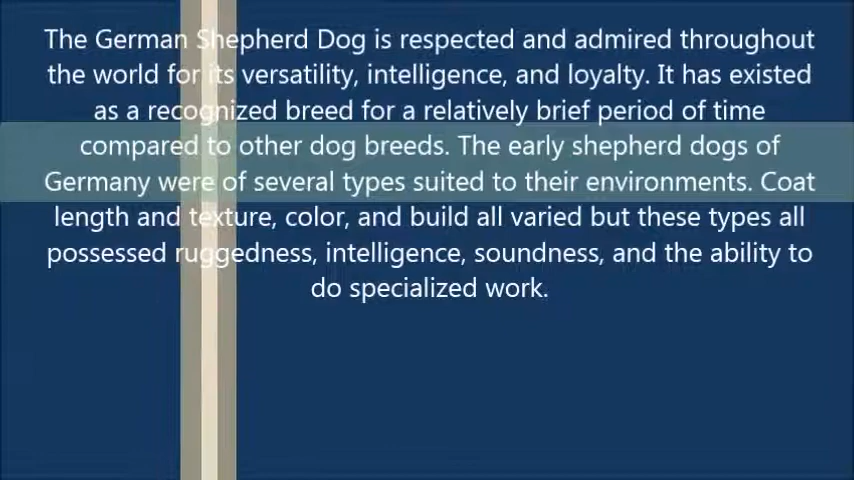 The German Shepherd Dog is respected and admired throughout
the world for its versatility, intelligence, and loyalty. It has existed
as a recognized breed for a relatively brief period of time
compared to other dog breeds. The early shepherd dogs of
Germany were of several types suited to their environments. Coat
length and texture, color, and build all varied but these types all
possessed ruggedness, intelligence, soundness, and the ability to
do specialized work.